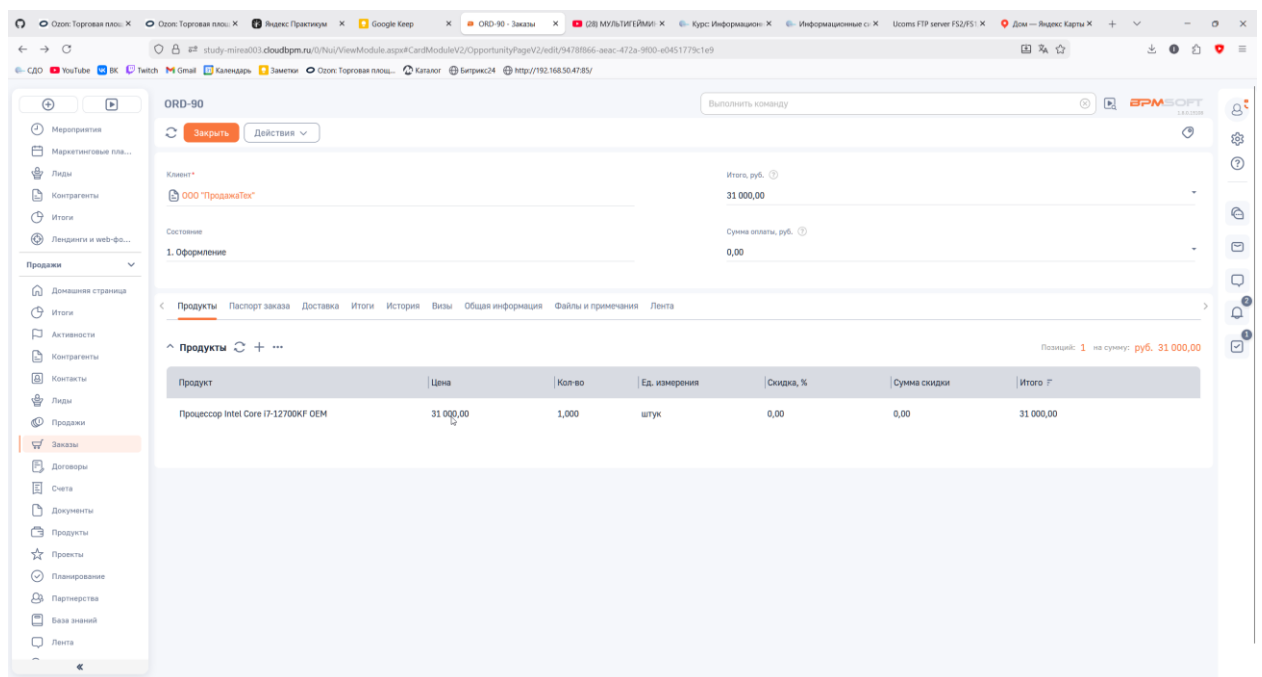 Ozon: Торговая площ
Ozon: Торговая площ
Яндекс Практикум
Google Keep
ORD-90 - Заказы
(28) МУЛЬТИГЕЙМИ
Курс: Информацион
Информационные си
Ucoms FTP server FS2/FS1
Дом — Яндекс Карты
study-mirea003.cloudbpm.ru/0/Nui/ViewModule.aspx#CardModuleV2/OpportunityPageV2/edit/9478f866-aeac-472a-9f00-e0451779c1e9
СДО YouTube ВК Twitch Gmail Календарь Заметки Ozon: Торговая площ... Каталог Битрикс24 http://192.168.50.47:85/
ORD-90
Выполнить команду
BPMSOFT
Закрыть
Действия
Мероприятия
Маркетинговые пла...
Лиды
Контрагенты
Итоги
Лендинги и web-фо...
Продажи
Домашняя страница
Итоги
Активности
Контрагенты
Контакты
Лиды
Продажи
Заказы
Договоры
Счета
Документы
Продукты
Проекты
Планирование
Партнерства
База знаний
Лента
Клиент*
ООО "ПродажаТех"
Итого, руб.
31 000,00
Состояние
1. Оформление
Сумма оплаты, руб.
0,00
Продукты Паспорт заказа Доставка Итоги История Визы Общая информация Файлы и примечания Лента
Продукты
Позиций: 1 на сумму: руб. 31 000,00
Продукт Цена Кол-во Ед. измерения Скидка, % Сумма скидки Итого
Процессор Intel Core i7-12700KF OEM 31 000,00 1,000 штук 0,00 0,00 31 000,00
2
1